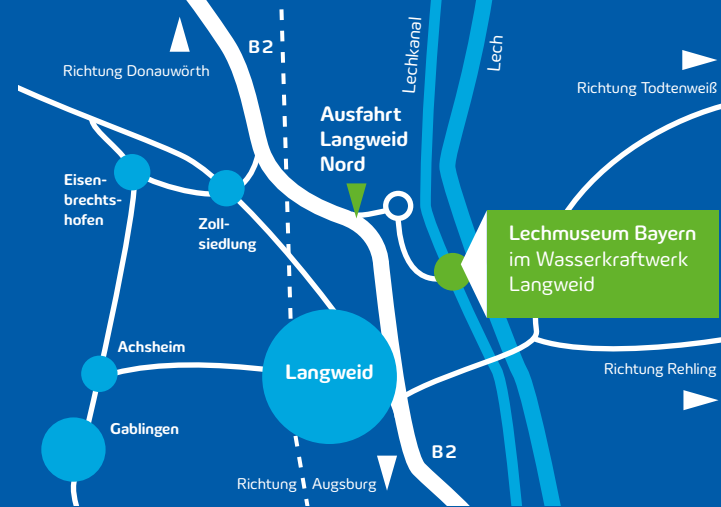 B2
Richtung Donauwörth
Lechkanal
Lech
Richtung Todtenweiß
Ausfahrt
Langweid
Nord
Eisen-
brechts-
hofen
Zoll-
siedlung
Lechmuseum Bayern
im Wasserkraftwerk
Langweid
Achsheim
Langweid
Richtung Rehling
Gablingen
B2
Richtung Augsburg